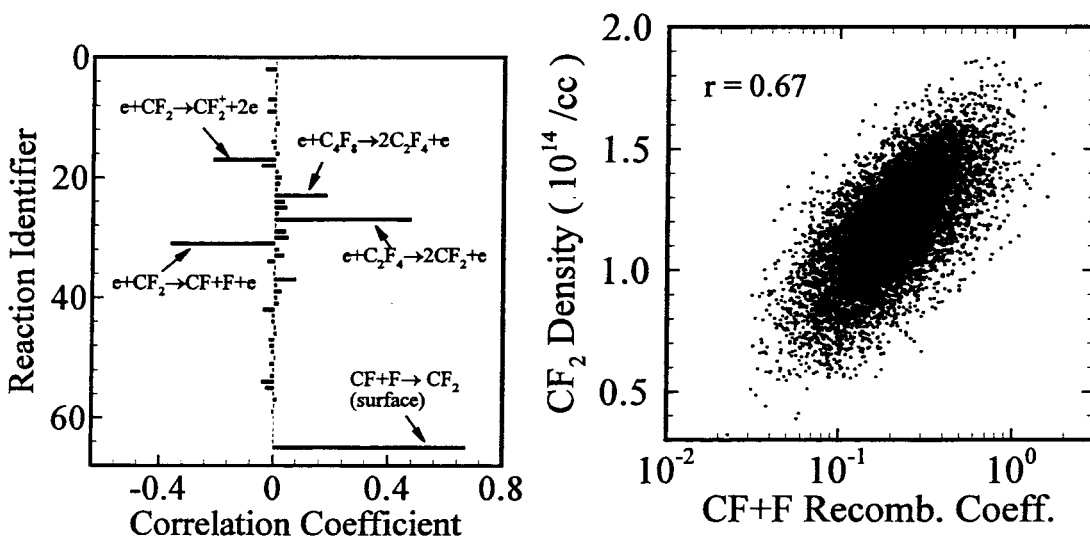 0
20
40
60
Reaction Identifier
e+CF₂→CF₂⁺+2e
e+C₄F₈→2C₂F₄+e
e+C₂F₄→2CF₂+e
e+CF₂→CF+F+e
CF+F→ CF₂
(surface)
-0.4 0 0.4 0.8
Correlation Coefficient
2.0
1.5
1.0
0.5
CF₂ Density ( 10¹⁴ /cc )
r = 0.67
10⁻² 10⁻¹ 10⁰
CF+F Recomb. Coeff.